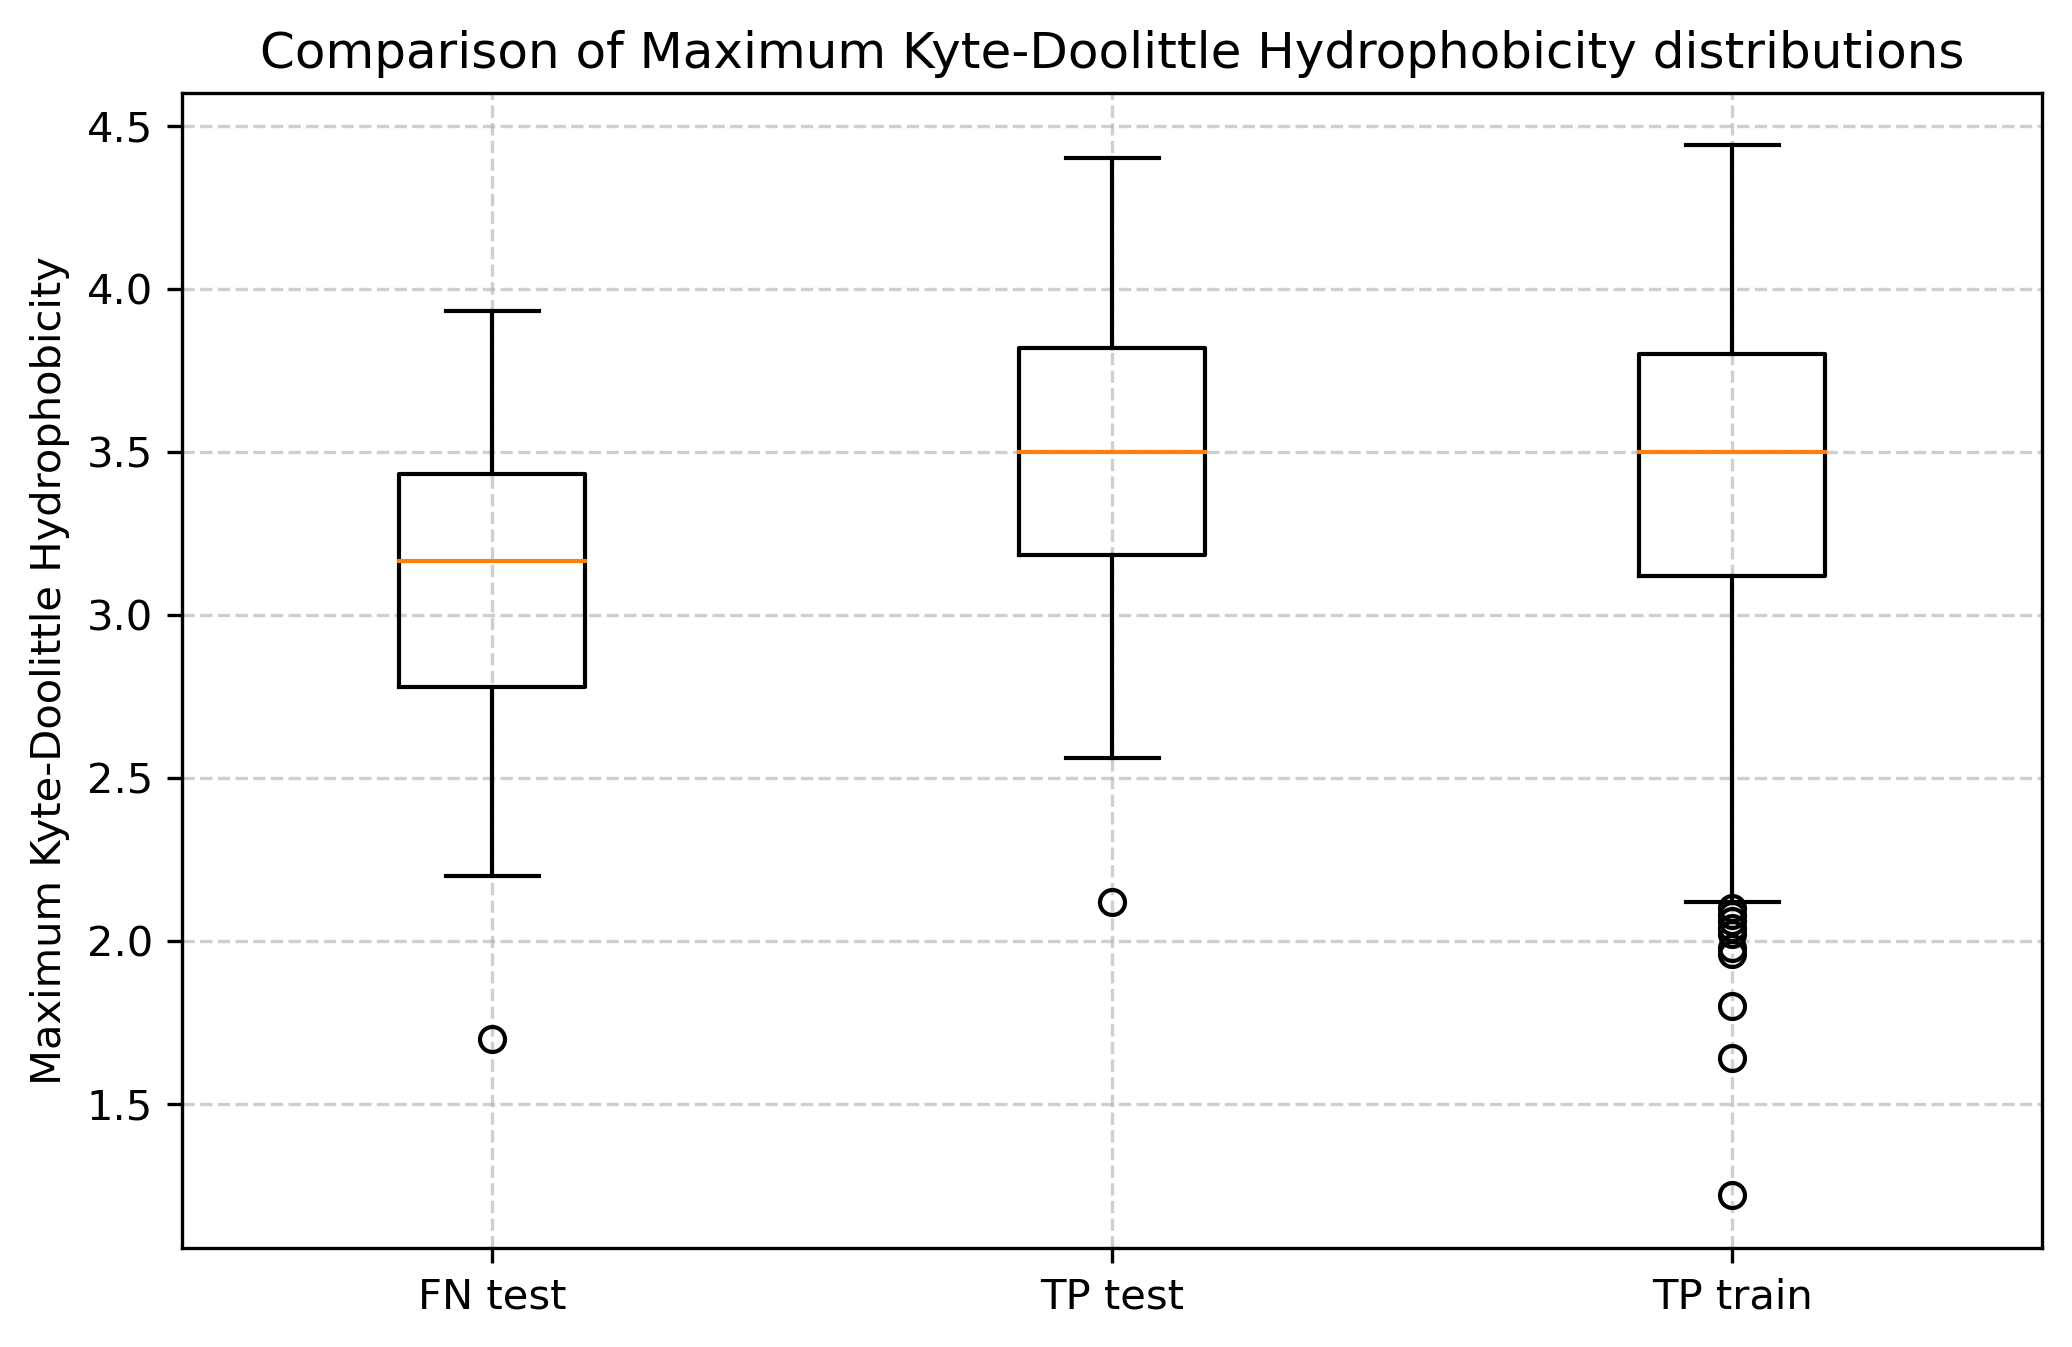 Comparison of Maximum Kyte-Doolittle Hydrophobicity distributions
Maximum Kyte-Doolittle Hydrophobicity
4.5
4.0
3.5
3.0
2.5
2.0
1.5
FN test
TP test
TP train